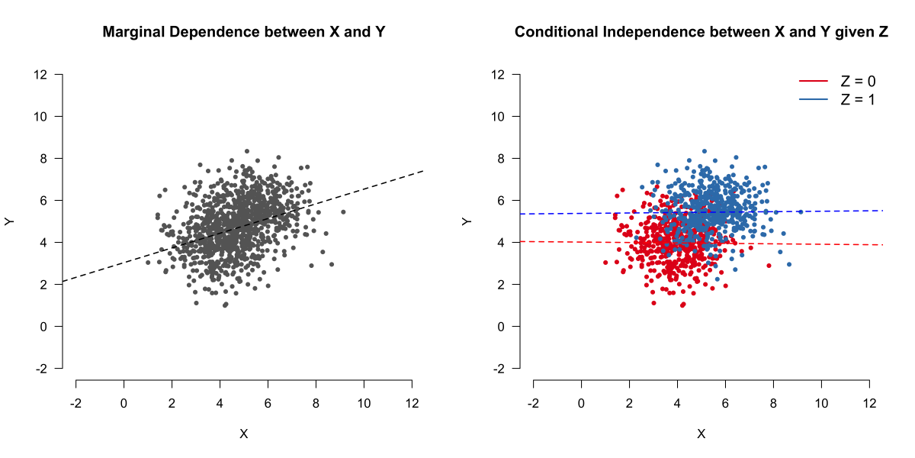 Marginal Dependence between X and Y
12
10
8
6
4
2
0
-2
Y
-2 0 2 4 6 8 10 12
X
Conditional Independence between X and Y given Z
Z = 0
Z = 1
12
10
8
6
4
2
0
-2
Y
-2 0 2 4 6 8 10 12
X